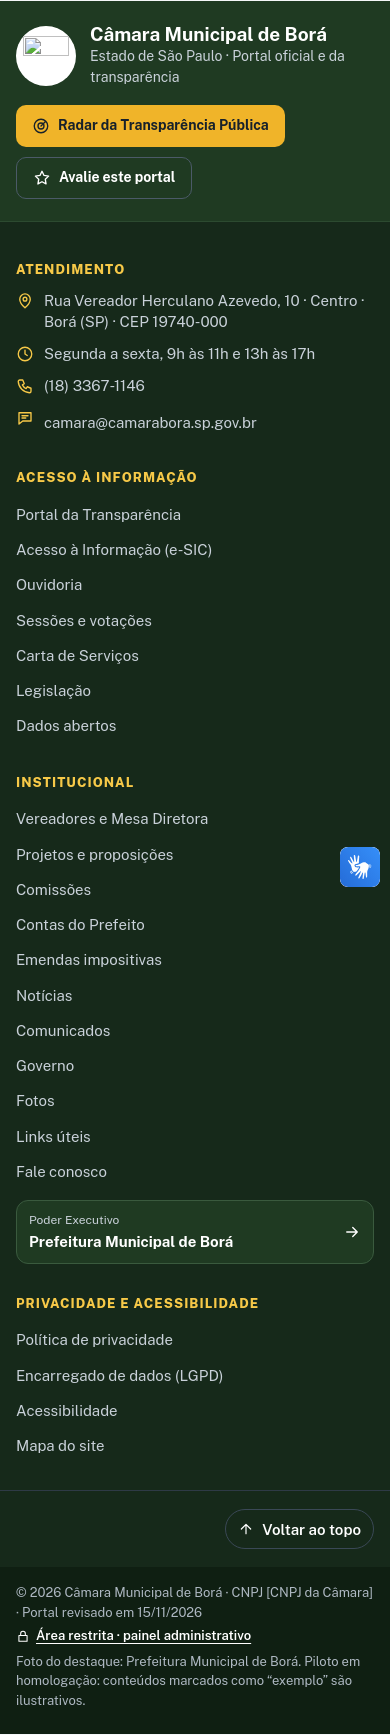 Câmara Municipal de Borá
Estado de São Paulo · Portal oficial e da
transparência
Radar da Transparência Pública
Avalie este portal
ATENDIMENTO
Rua Vereador Herculano Azevedo, 10 · Centro ·
Borá (SP) · CEP 19740-000
Segunda a sexta, 9h às 11h e 13h às 17h
(18) 3367-1146
camara@camarabora.sp.gov.br
ACESSO À INFORMAÇÃO
Portal da Transparência
Acesso à Informação (e-SIC)
Ouvidoria
Sessões e votações
Carta de Serviços
Legislação
Dados abertos
INSTITUCIONAL
Vereadores e Mesa Diretora
Projetos e proposições
Comissões
Contas do Prefeito
Emendas impositivas
Notícias
Comunicados
Governo
Fotos
Links úteis
Fale conosco
Poder Executivo
Prefeitura Municipal de Borá
PRIVACIDADE E ACESSIBILIDADE
Política de privacidade
Encarregado de dados (LGPD)
Acessibilidade
Mapa do site
Voltar ao topo
© 2026 Câmara Municipal de Borá · CNPJ [CNPJ da Câmara]
· Portal revisado em 15/11/2026
Área restrita · painel administrativo
Foto do destaque: Prefeitura Municipal de Borá. Piloto em
homologação: conteúdos marcados como “exemplo” são
ilustrativos.